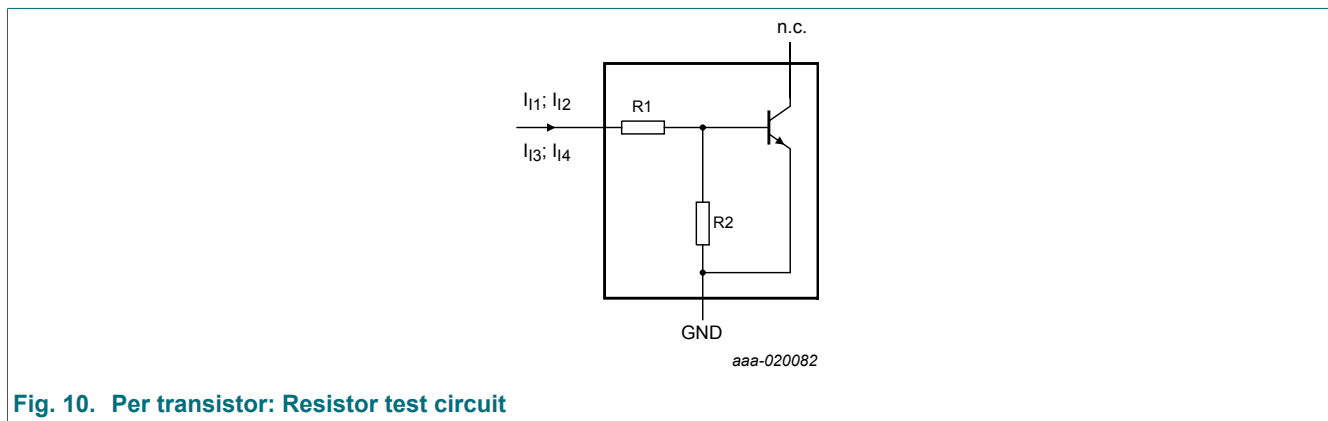 n.c.
I11; I12
R1
I13; I14
R2
GND
aaa-020082
Fig. 10. Per transistor: Resistor test circuit